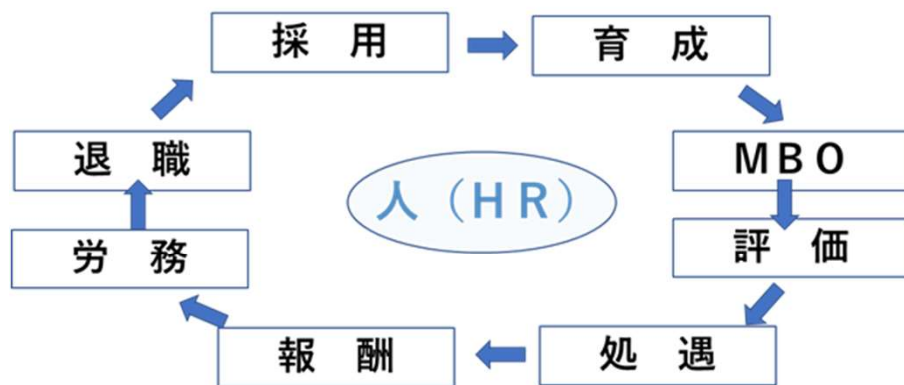 採　用
育　成
MBO
評　価
処　遇
報　酬
労　務
退　職
人（HR）